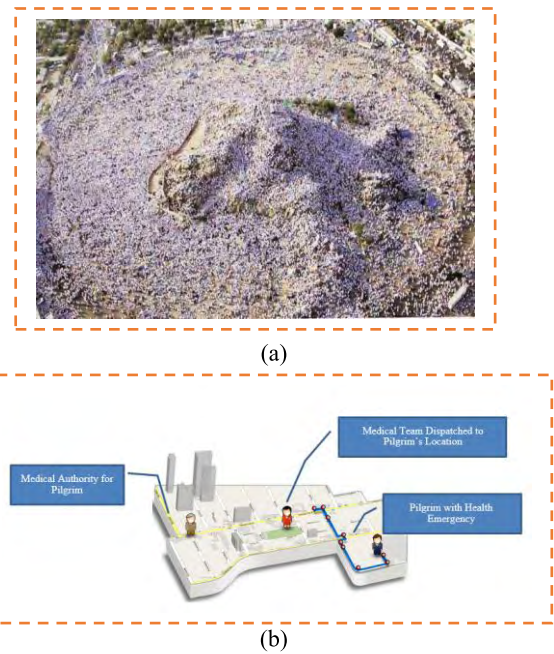 (a)
Medical Team Dispatched to
Pilgrim's Location
Medical Authority for
Pilgrim
Pilgrim with Health
Emergency
(b)